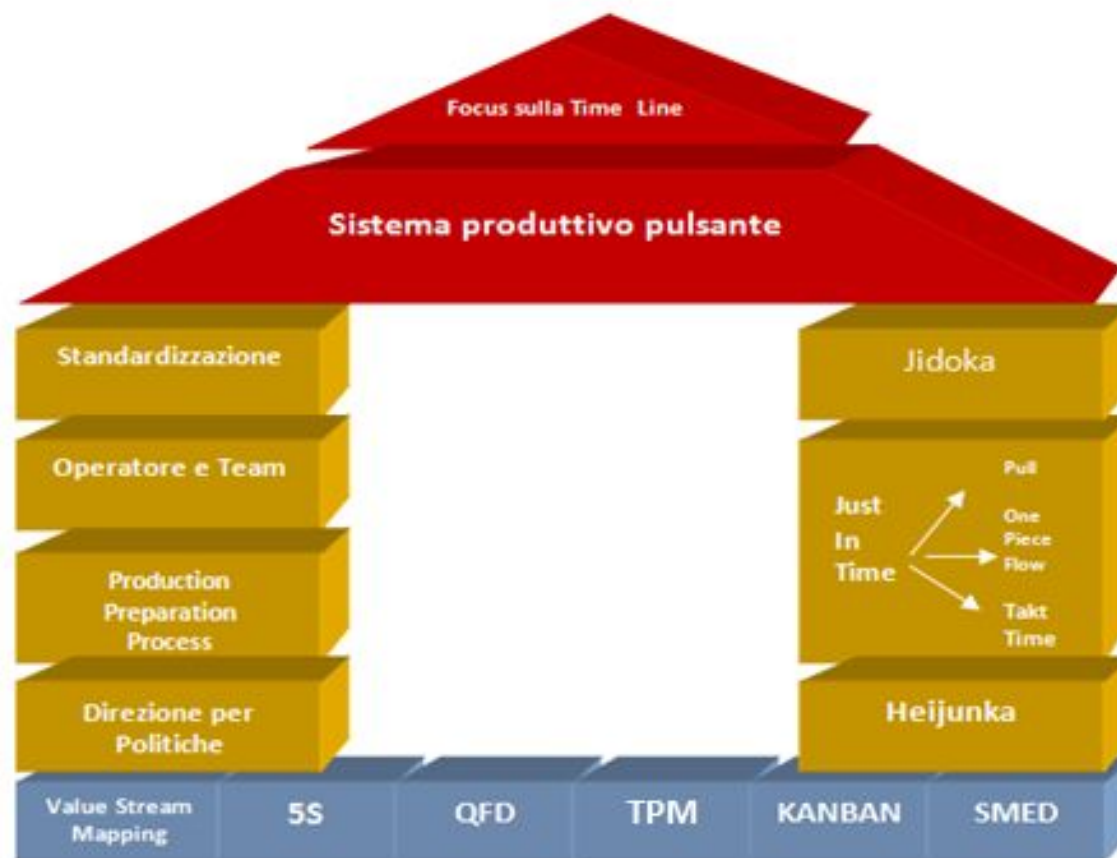 Focus sulla Time Line
Sistema produttivo pulsante
Standardizzazione
Operatore e Team
Production
Preparation
Process
Direzione per
Politiche
Jidoka
Just
In
Time
Pull
One
Piece
Flow
Takt
Time
Heijunka
Value Stream
Mapping
5S
QFD
TPM
KANBAN
SMED